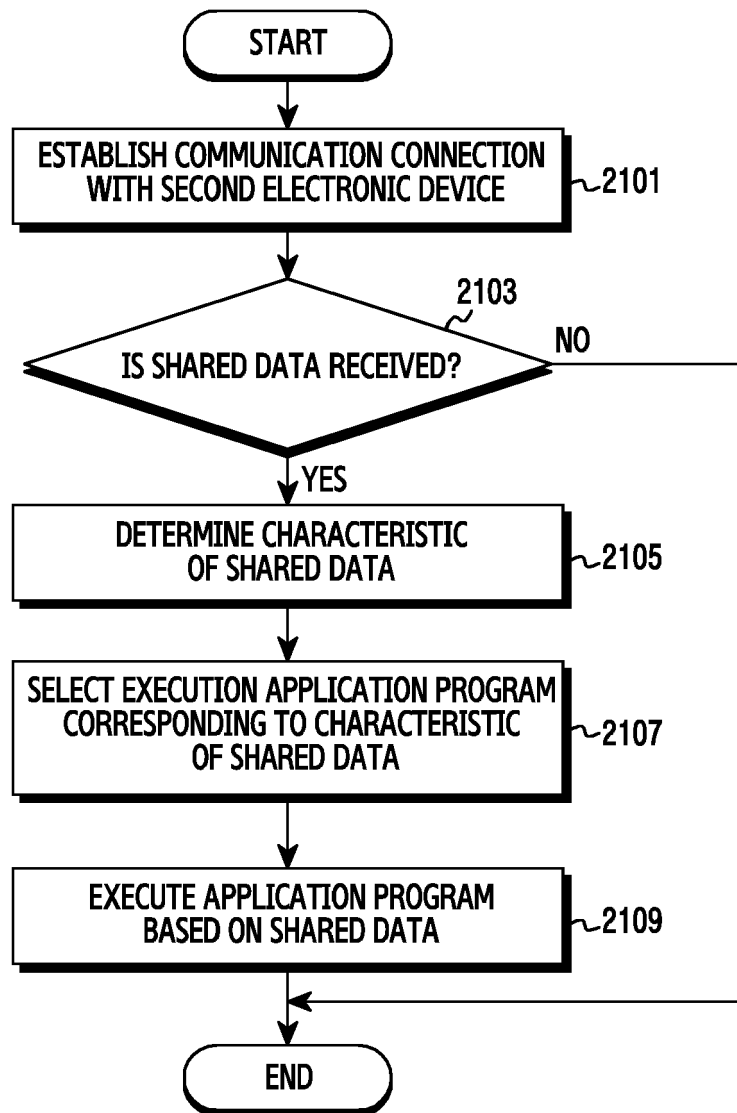 START
ESTABLISH COMMUNICATION CONNECTION
WITH SECOND ELECTRONIC DEVICE
2101
2103
IS SHARED DATA RECEIVED?
NO
YES
DETERMINE CHARACTERISTIC
OF SHARED DATA
2105
SELECT EXECUTION APPLICATION PROGRAM
CORRESPONDING TO CHARACTERISTIC
OF SHARED DATA
2107
EXECUTE APPLICATION PROGRAM
BASED ON SHARED DATA
2109
END